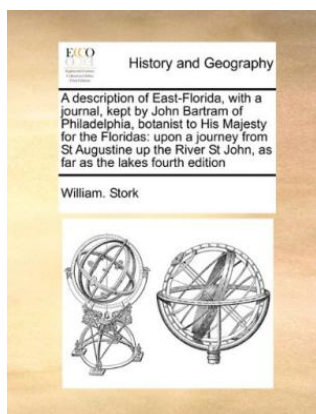 ECCO
History and Geography
A description of East-Florida, with a
journal, kept by John Bartram of
Philadelphia, botanist to His Majesty
for the Floridas: upon a journey from
St Augustine up the River St John, as
far as the lakes fourth edition
William. Stork